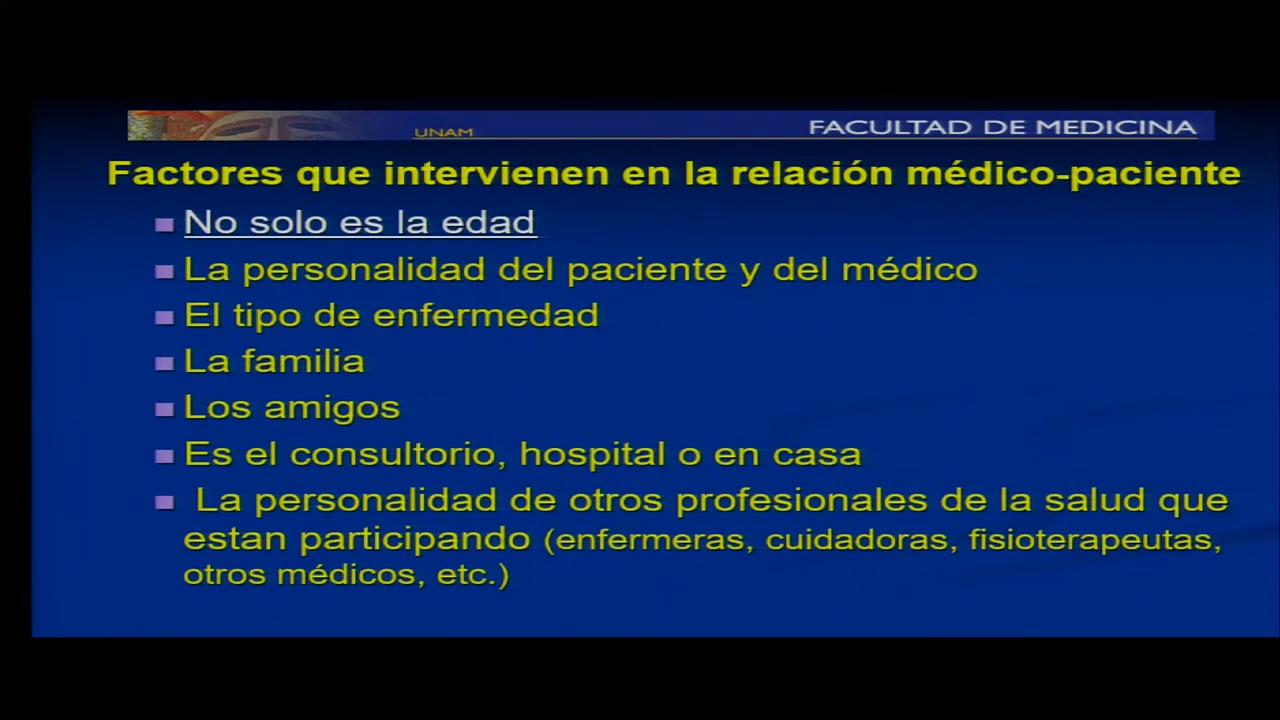 UNAM
FACULTAD DE MEDICINA
Factores que intervienen en la relación médico-paciente
No solo es la edad
La personalidad del paciente y del médico
El tipo de enfermedad
La familia
Los amigos
Es el consultorio, hospital o en casa
La personalidad de otros profesionales de la salud que
estan participando (enfermeras, cuidadoras, fisioterapeutas,
otros médicos, etc.)